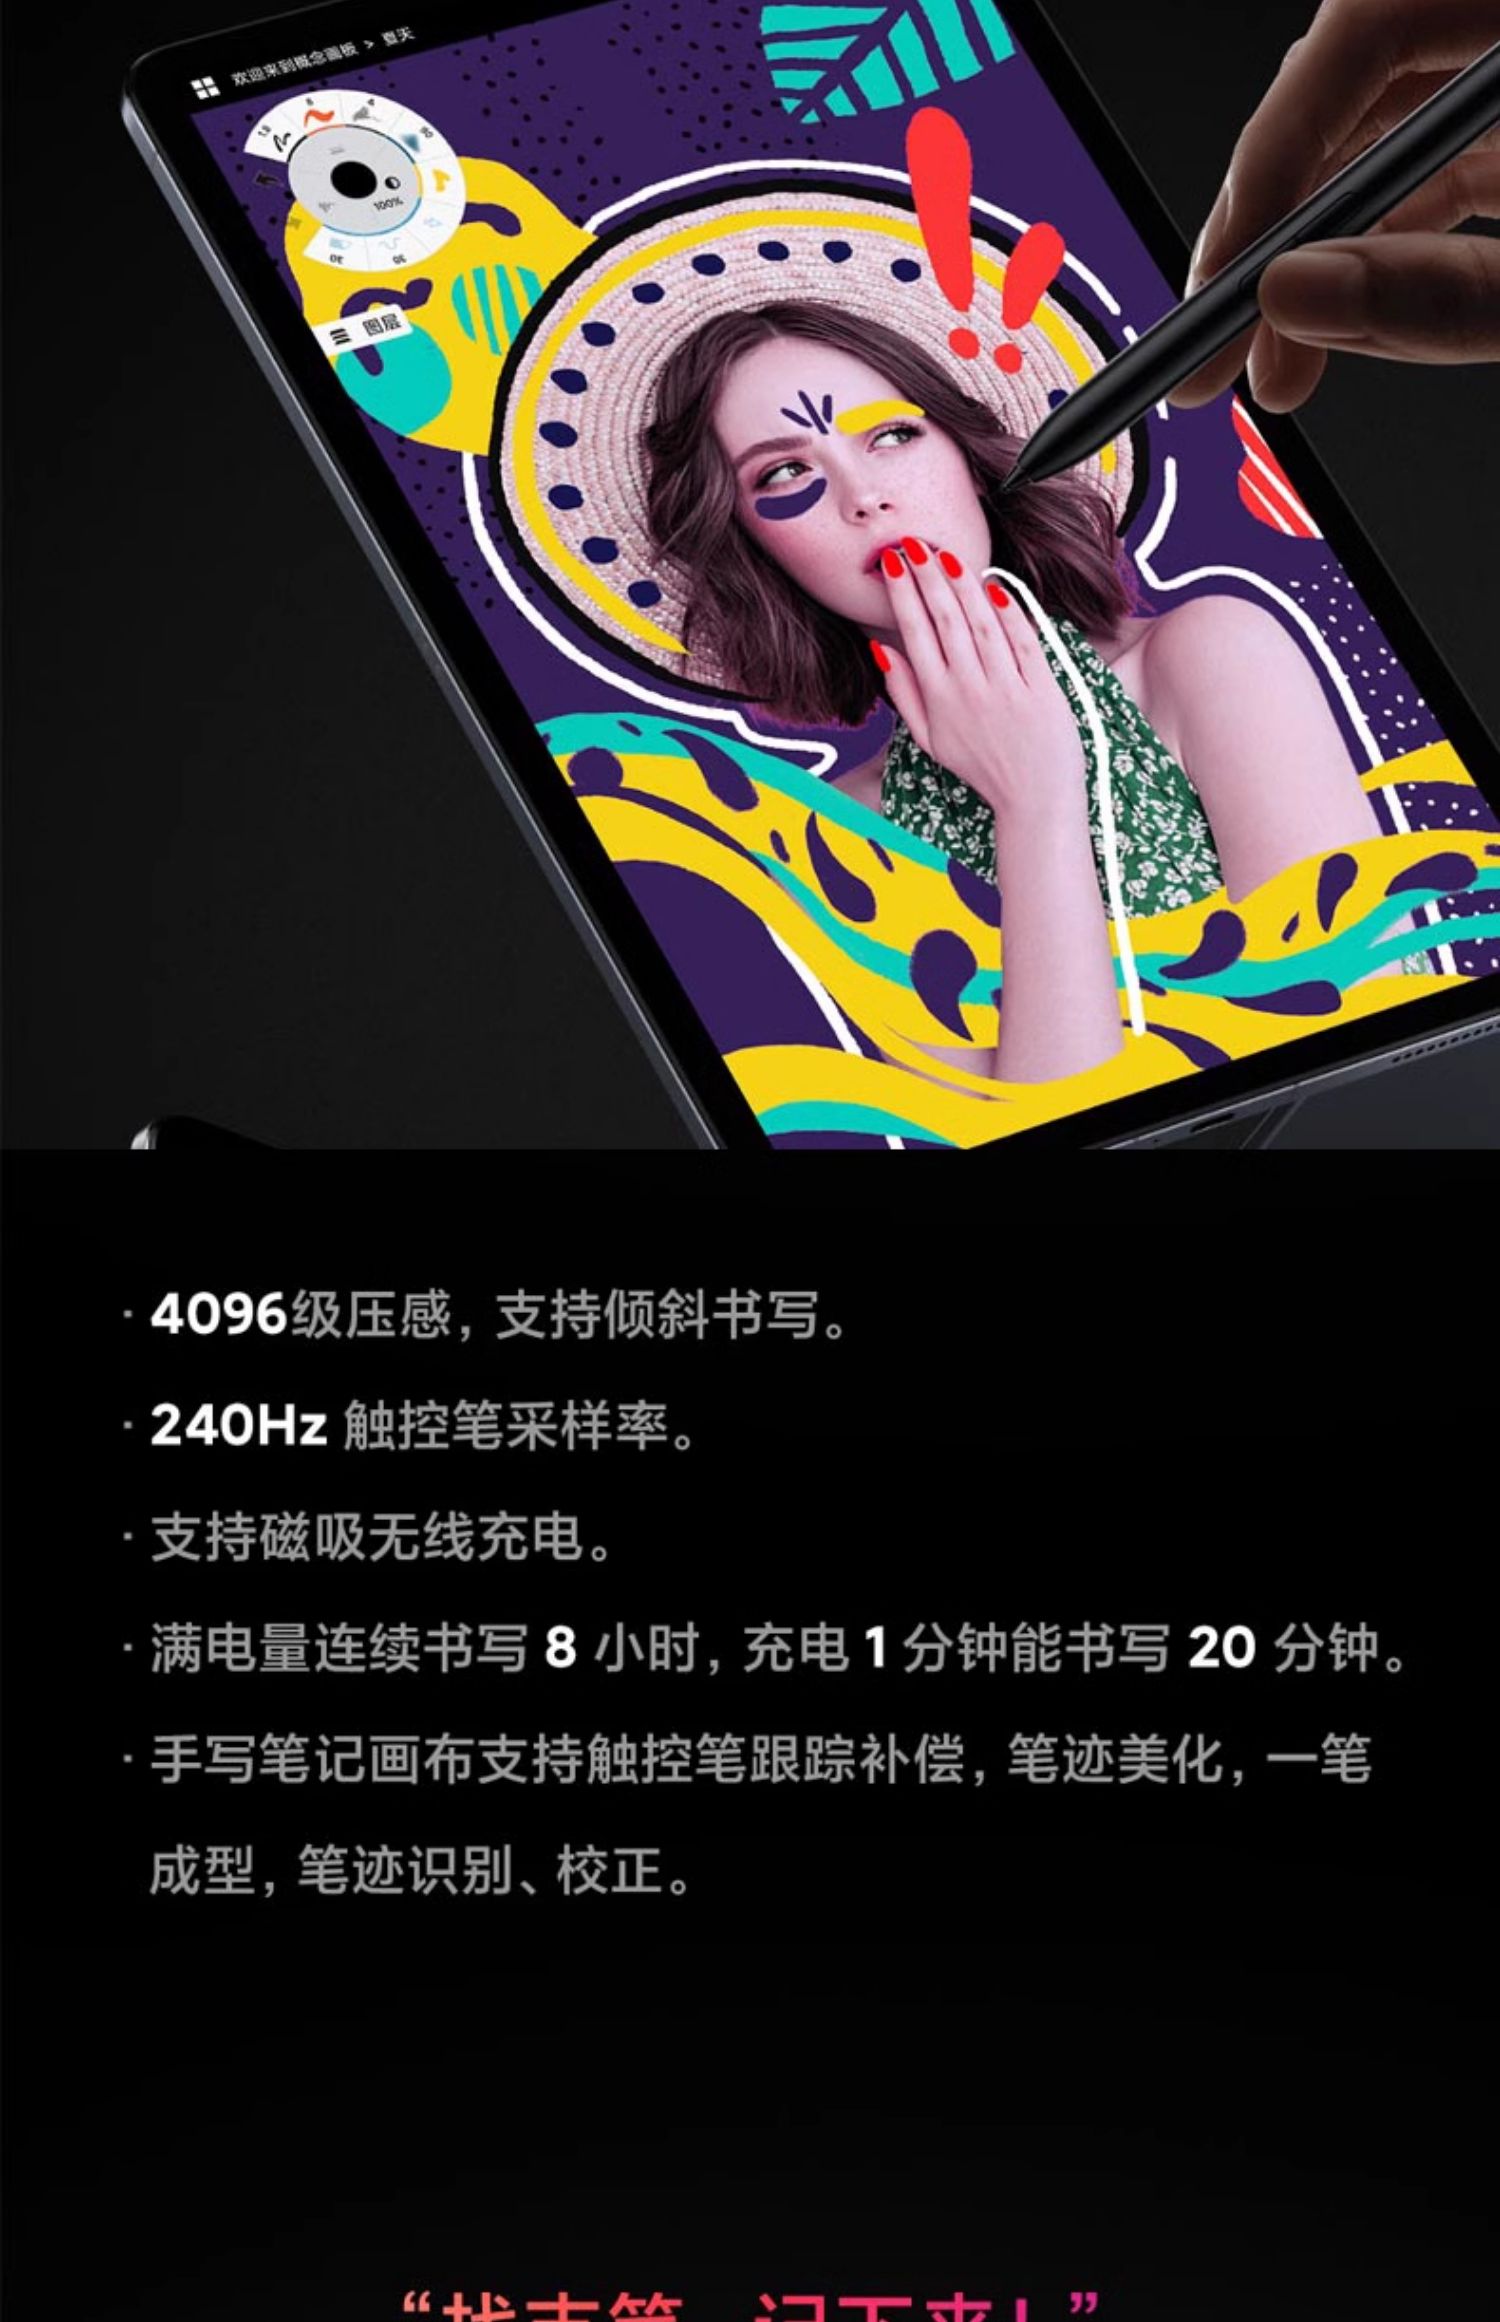 欢迎来到概念画板 > 夏天
100%
图层
· 4096级压感，支持倾斜书写。
· 240Hz 触控笔采样率。
· 支持磁吸无线充电。
· 满电量连续书写 8 小时，充电 1 分钟能书写 20 分钟。
· 手写笔记画布支持触控笔跟踪补偿，笔迹美化，一笔
成型，笔迹识别、校正。